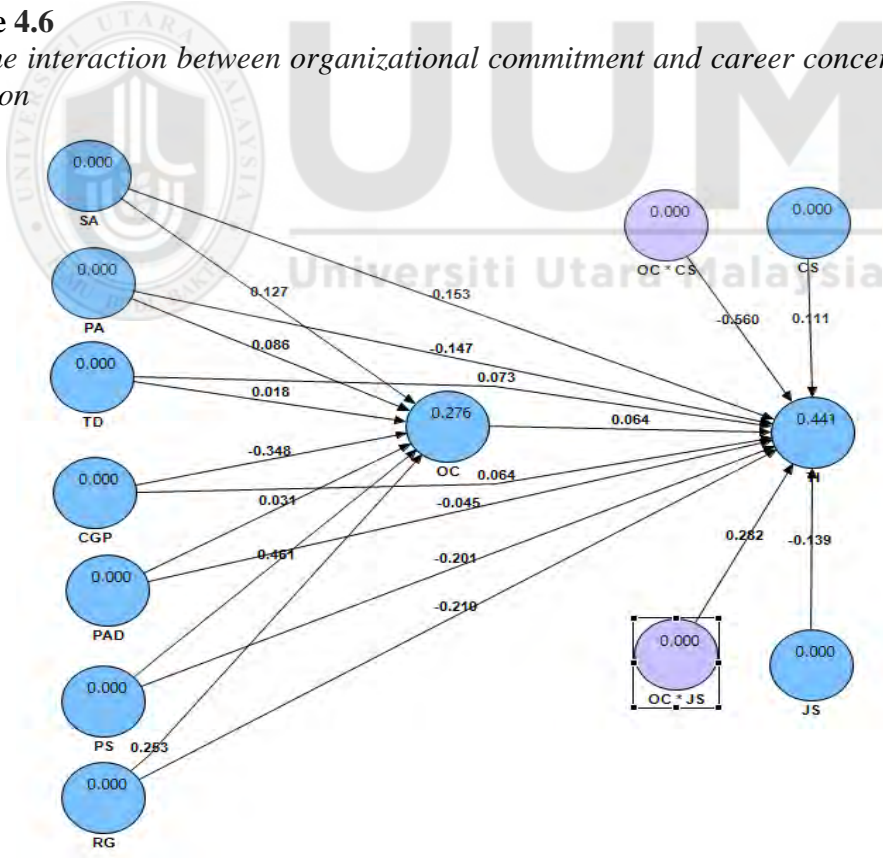 e 4.6
he interaction between organizational commitment and career concer
on
UNIVERSITI UTARA MALAYSIA
UUM
Universiti Utara Malaysia
0.000
SA
0.000
PA
0.000
TD
0.000
CGP
0.000
PAD
0.000
PS
0.000
RG
0.127
0.086
0.018
-0.348
0.031
0.461
0.253
0.276
OC
0.153
-0.147
0.073
0.064
0.064
-0.045
-0.201
-0.210
0.000
OC * CS
0.000
CS
-0.560
0.111
0.441
0.282
-0.139
0.000
OC * JS
0.000
JS